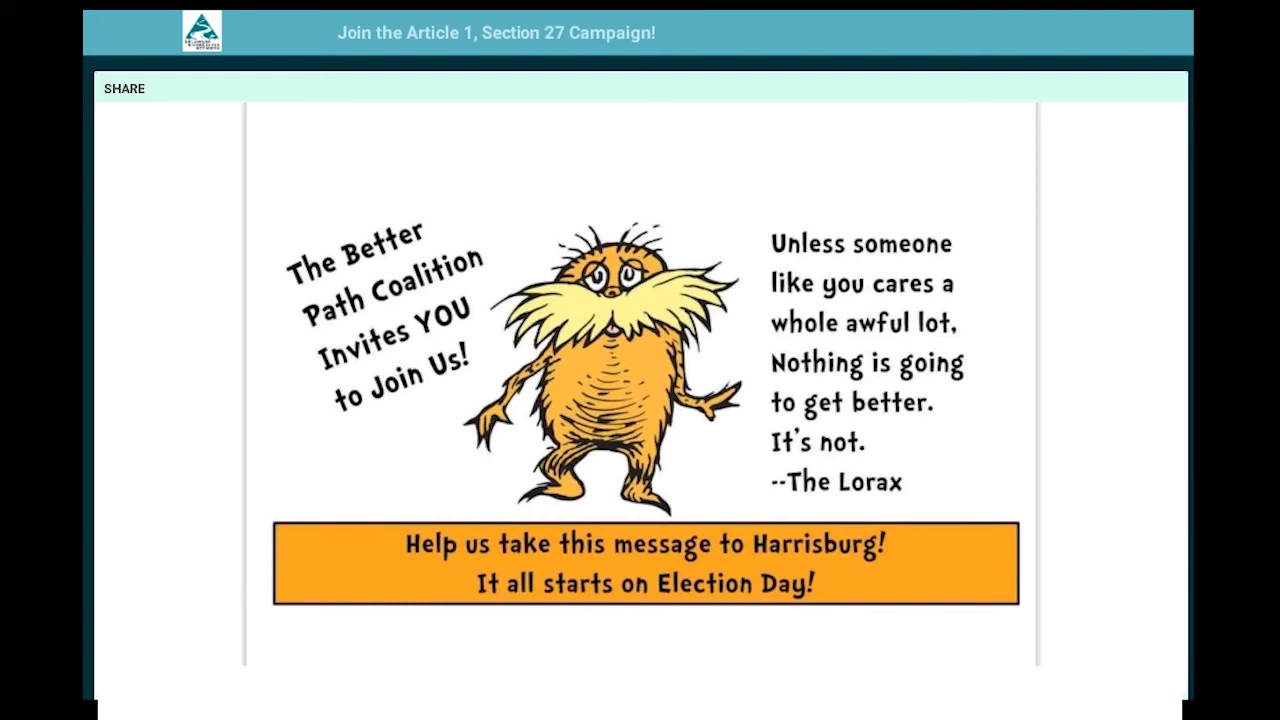 Join the Article 1, Section 27 Campaign!
SHARE
The Better
Path Coalition
Invites YOU
to Join Us!
Unless someone
like you cares a
whole awful lot,
Nothing is going
to get better.
It's not.
--The Lorax
Help us take this message to Harrisburg!
It all starts on Election Day!